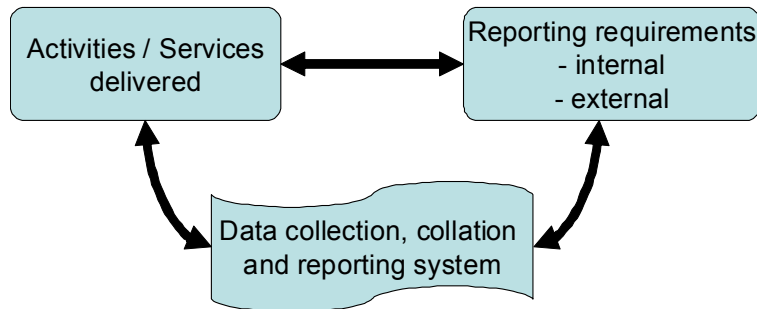 Activities / Services
delivered
Reporting requirements
- internal
- external
Data collection, collation
and reporting system